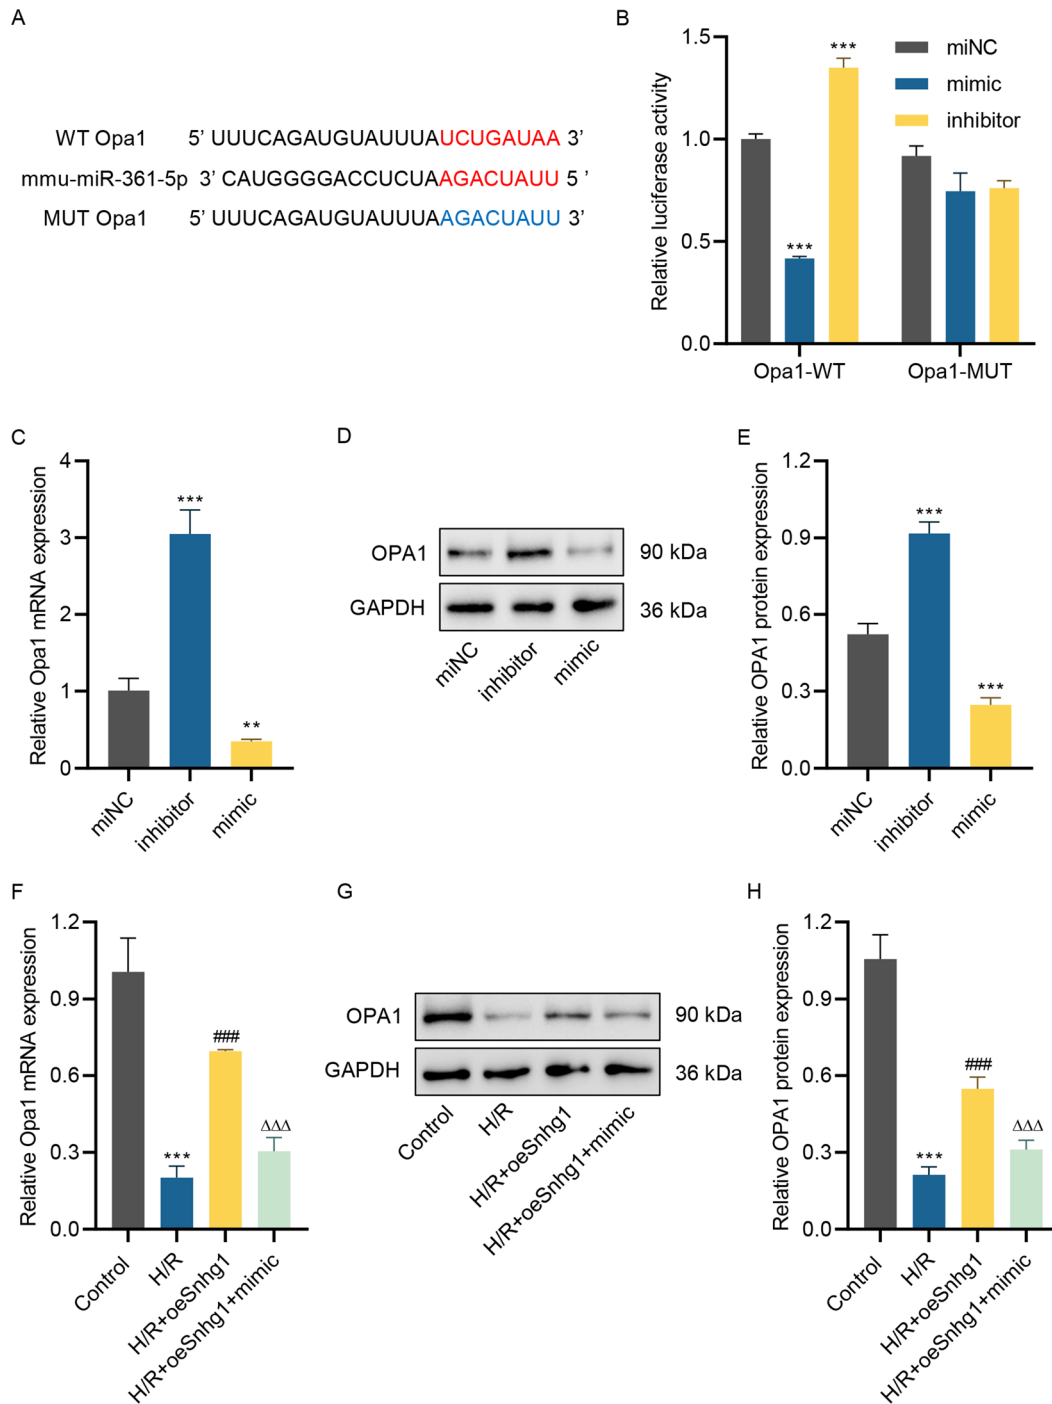 A
WT Opa1 5' UUUCAGAUGUAUUUAUCUGAUAA 3'
mmu-miR-361-5p 3' CAUGGGGACCUCUAAGACUAUU 5 '
MUT Opa1 5' UUUCAGAUGUAUUUAAGACUAUU 3'
B
Relative luciferase activity
1.5
1.0
0.5
0.0
***
***
miNC
mimic
inhibitor
Opa1-WT Opa1-MUT
C
Relative Opa1 mRNA expression
4
3
2
1
0
***
**
miNC
inhibitor
mimic
D
OPA1 90 kDa
GAPDH 36 kDa
miNC
inhibitor
mimic
E
Relative OPA1 protein expression
1.2
0.9
0.6
0.3
0.0
***
***
miNC
inhibitor
mimic
F
Relative Opa1 mRNA expression
1.2
0.9
0.6
0.3
0.0
***
###
ΔΔΔ
Control
H/R
H/R+oeSnhg1
H/R+oeSnhg1+mimic
G
OPA1 90 kDa
GAPDH 36 kDa
Control
H/R
H/R+oeSnhg1
H/R+oeSnhg1+mimic
H
Relative OPA1 protein expression
1.2
0.9
0.6
0.3
0.0
***
###
ΔΔΔ
Control
H/R
H/R+oeSnhg1
H/R+oeSnhg1+mimic